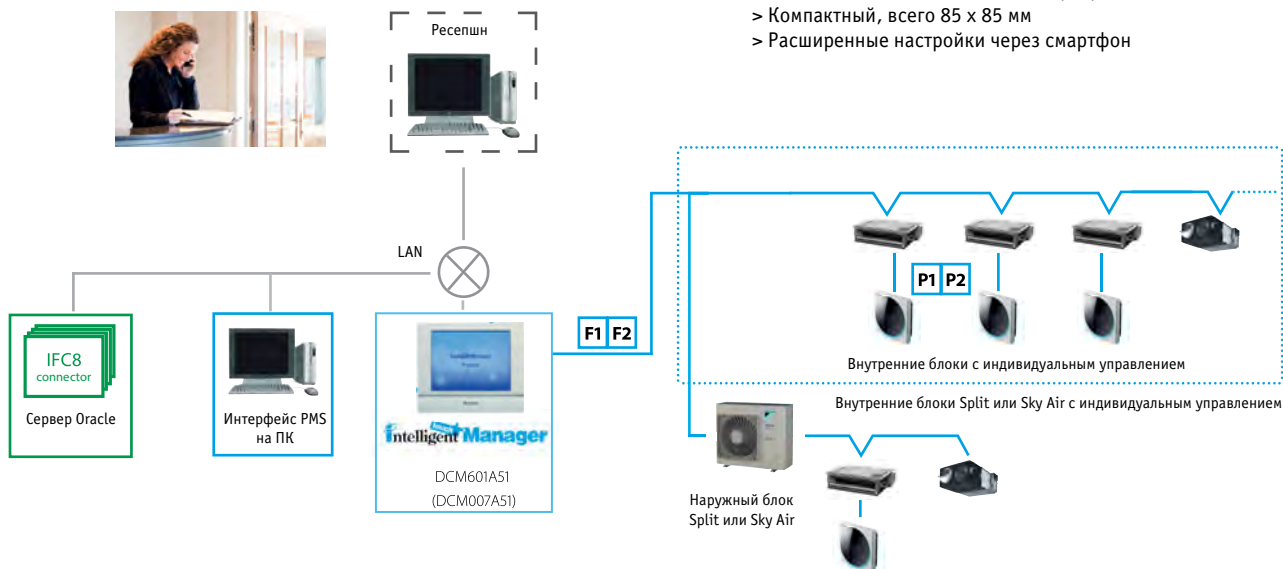 > Компактный, всего 85 x 85 мм
> Расширенные настройки через смартфон
Ресепшн
LAN
F1 F2
P1 P2
Внутренние блоки с индивидуальным управлением
Внутренние блоки Split или Sky Air с индивидуальным управлением
IFC8
connector
Сервер Oracle
Интерфейс PMS
на ПК
intelligent Manager
DCM601A51
(DCM007A51)
Наружный блок
Split или Sky Air